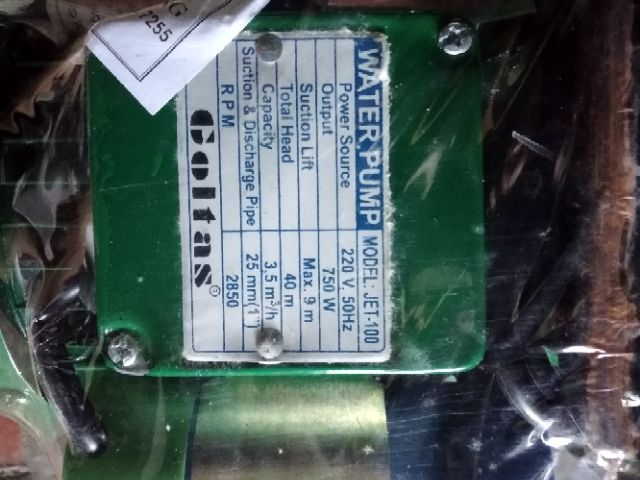 WATER PUMP MODEL: JET-100
Power Source 220 V. 50Hz
Output 750 W
Suction Lift Max. 9 m
Total Head 40 m
Capacity 3,5 m³/h
Suction & Discharge Pipe 25 mm(1")
R P M 2850
Coltas®
7255